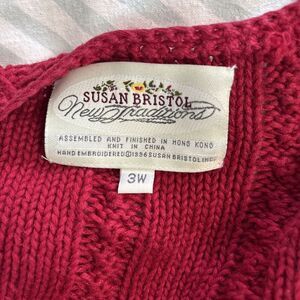 SUSAN BRISTOL
New Traditions
ASSEMBLED AND FINISHED IN HONG KONG
KNIT IN CHINA
HAND EMBROIDERED ©1996 SUSAN BRISTOL INC.
3W